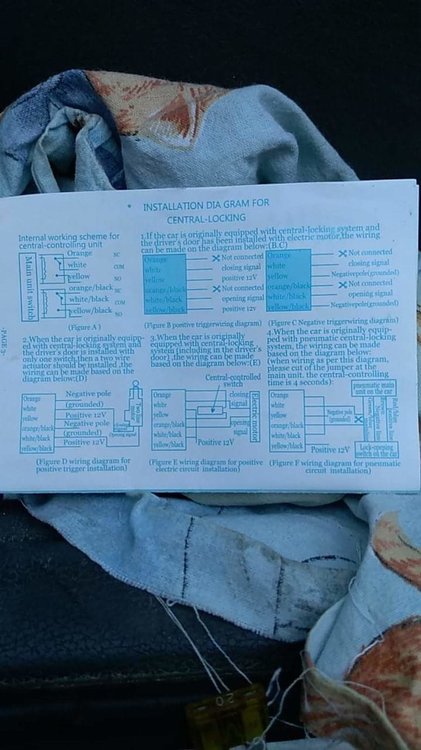 INSTALLATION DIA GRAM FOR
CENTRAL-LOCKING
Internal working scheme for
central-controlling unit
Main unit switch
Orange NC
white COM
yellow NO
orange/black NC
white/black COM
yellow/black NO
(Figure A )
1.If the car is originally equipped with central-locking system and
the driver's door has been installed with electric motor,the wiring
can be made on the diagram below:(B.C)
Orange Not connected
white closing signal
yellow positive 12V
orange/black Not connected
white/black opening signal
yellow/black positive 12V
(Figure B positive triggerwiring diagram)
Not connected
closing signal
Negativepole(grounded)
Not connected
opening signal
Negativepole(grounded)
(Figure C Negative triggerwiring diagram)
2.When the car is originally equipp-
ed with central-locking system and
the driver's door is installed with
only one switch,then a two wire
actuator should be installed,the
wiring can be made based on the
diagram below:(D)
Orange
white
yellow
orange/black
white/black
yellow/black
Negative pole
(grounded)
Positive 12V
Negative pole
(grounded)
Positive 12V
(Figure D wiring diagram for
positive trigger installation)
3.When the car is originally
equipped with central-locking
system [including in the driver's
door],the wiring can be made
based on the diagram below:(E)
Central-controlled
switch
Orange
white
yellow
orange/black
white/black
yellow/black
closing
signal
opening
signal
Electric motor
Positive 12V
(Figure E wiring diagram for positive
electric circuit installation)
4.When the car is originally equip-
ped with pneumatic central-locking
system, the wiring can be made
based on the diagram below:
(when wiring as per this diagram,
please cut of the jumper at the
main unit. the central-controlling
time is 4 seconds):
Orange
white
yellow
orange/black
white/black
yellow/black
pneumatic main
unit on the car
Negative pole
(grounded)
Positive 12V
Lock-opening
switch on the car
(Figure F wiring diagram for pneumatic
circuit installation)
-PAGE 3-